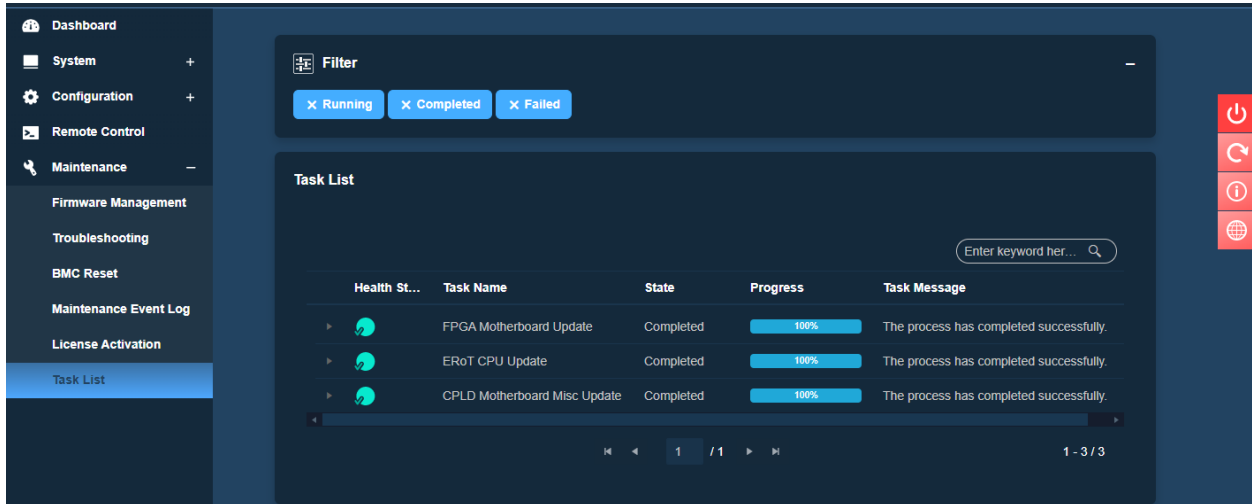 Dashboard
System +
Configuration +
Remote Control
Maintenance –
Firmware Management
Troubleshooting
BMC Reset
Maintenance Event Log
License Activation
Task List
Filter –
× Running × Completed × Failed
Task List
Enter keyword her...
Health St... Task Name State Progress Task Message
FPGA Motherboard Update Completed 100% The process has completed successfully.
ERoT CPU Update Completed 100% The process has completed successfully.
CPLD Motherboard Misc Update Completed 100% The process has completed successfully.
1 / 1 1 - 3 / 3